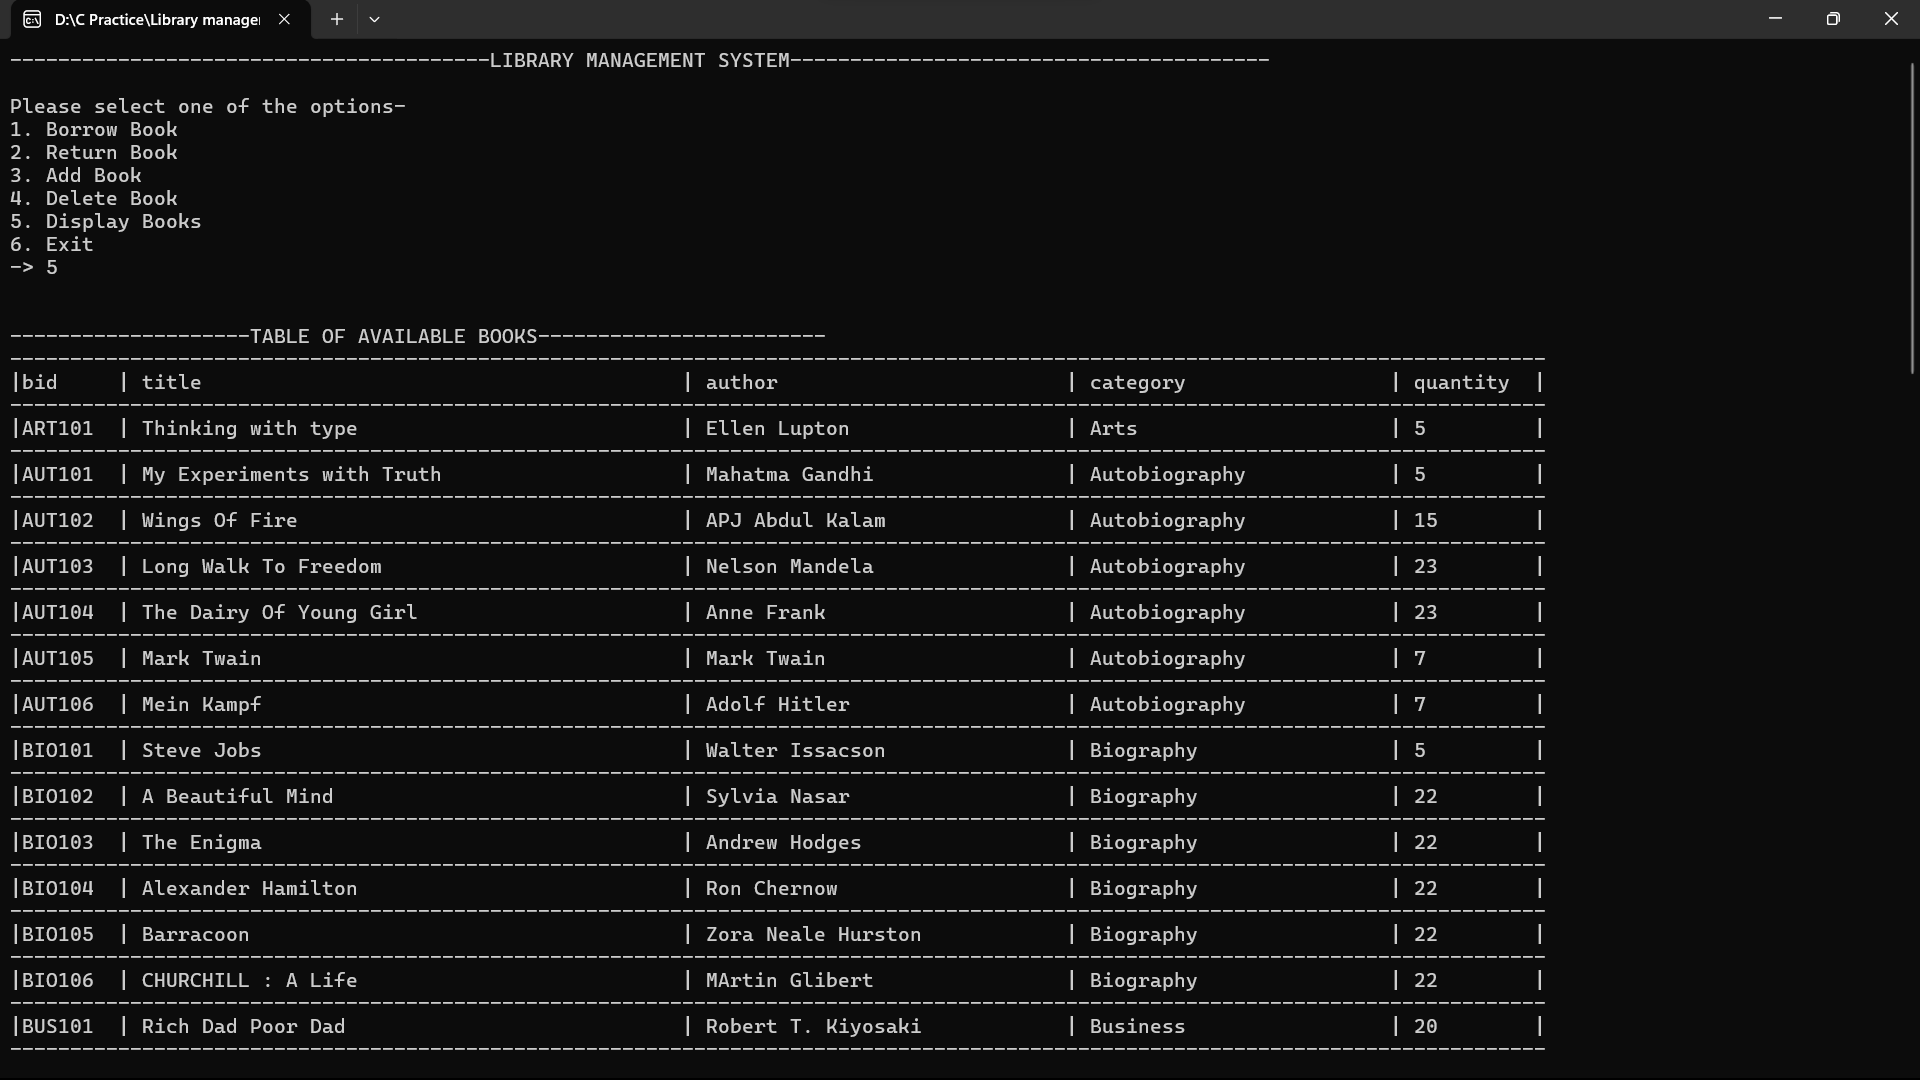 D:\C Practice\Library manage
---------------------------------------LIBRARY MANAGEMENT SYSTEM----------------------------------------
Please select one of the options-
1. Borrow Book
2. Return Book
3. Add Book
4. Delete Book
5. Display Books
6. Exit
-> 5
--------------------TABLE OF AVAILABLE BOOKS------------------------
|bid | title | author | category | quantity |
|ART101 | Thinking with type | Ellen Lupton | Arts | 5 |
|AUT101 | My Experiments with Truth | Mahatma Gandhi | Autobiography | 5 |
|AUT102 | Wings Of Fire | APJ Abdul Kalam | Autobiography | 15 |
|AUT103 | Long Walk To Freedom | Nelson Mandela | Autobiography | 23 |
|AUT104 | The Dairy Of Young Girl | Anne Frank | Autobiography | 23 |
|AUT105 | Mark Twain | Mark Twain | Autobiography | 7 |
|AUT106 | Mein Kampf | Adolf Hitler | Autobiography | 7 |
|BIO101 | Steve Jobs | Walter Issacson | Biography | 5 |
|BIO102 | A Beautiful Mind | Sylvia Nasar | Biography | 22 |
|BIO103 | The Enigma | Andrew Hodges | Biography | 22 |
|BIO104 | Alexander Hamilton | Ron Chernow | Biography | 22 |
|BIO105 | Barracoon | Zora Neale Hurston | Biography | 22 |
|BIO106 | CHURCHILL : A Life | MArtin Glibert | Biography | 22 |
|BUS101 | Rich Dad Poor Dad | Robert T. Kiyosaki | Business | 20 |